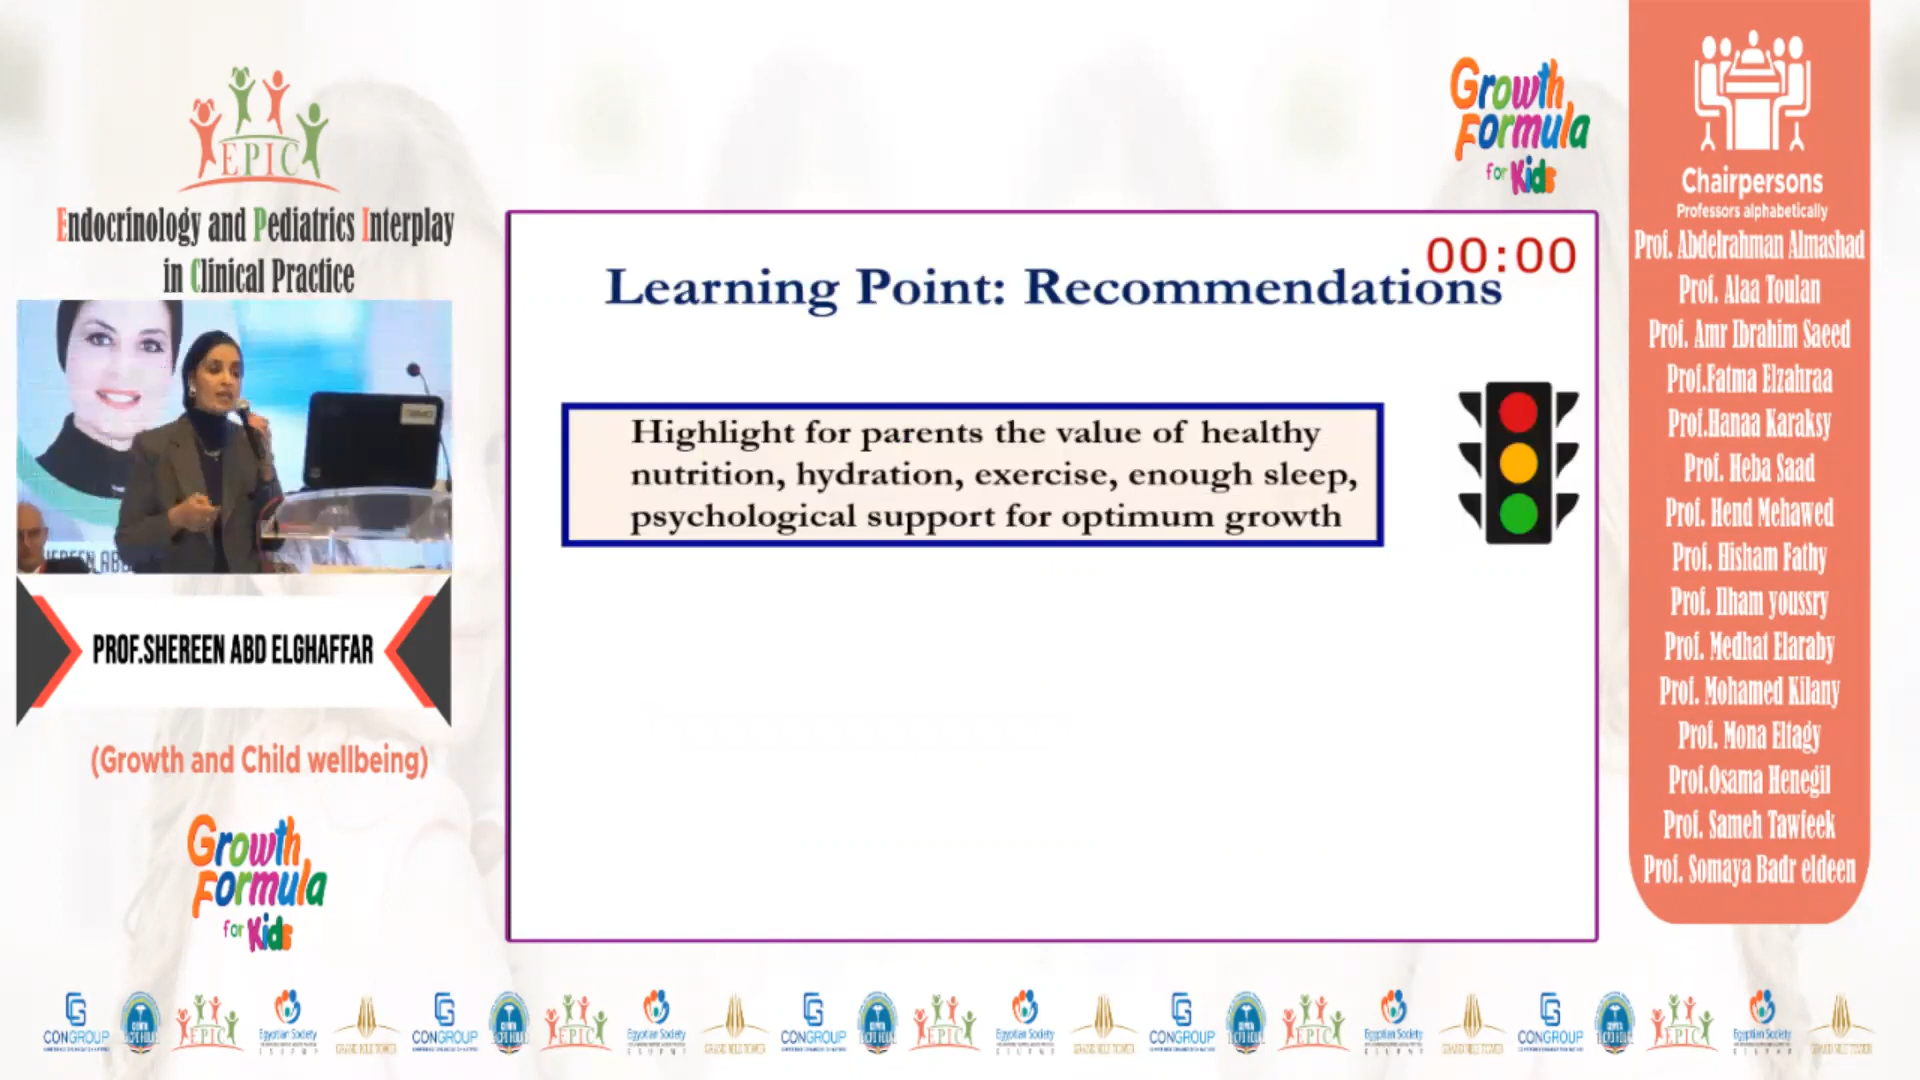 EPIC
Endocrinology and Pediatrics Interplay
in Clinical Practice
PROF.SHEREEN ABD ELGHAFFAR
(Growth and Child wellbeing)
Growth
Formula
for Kids
Growth
Formula
for Kids
00:00
Learning Point: Recommendations
Highlight for parents the value of healthy
nutrition, hydration, exercise, enough sleep,
psychological support for optimum growth
Chairpersons
Professors alphabetically
Prof. Abdelrahman Almashad
Prof. Alaa Toulan
Prof. Amr Ibrahim Saeed
Prof.Fatma Elzahraa
Prof.Hanaa Karaksy
Prof. Heba Saad
Prof. Hend Mehawed
Prof. Hisham Fathy
Prof. Ilham youssry
Prof. Medhat Elaraby
Prof. Mohamed Kilany
Prof. Mona Eltagy
Prof.Osama Henegil
Prof. Sameh Tawfeek
Prof. Somaya Badr eldeen
CONGROUP EPIC Egyptian Society CONGROUP EPIC Egyptian Society CONGROUP EPIC Egyptian Society CONGROUP EPIC Egyptian Society CONGROUP EPIC Egyptian Society